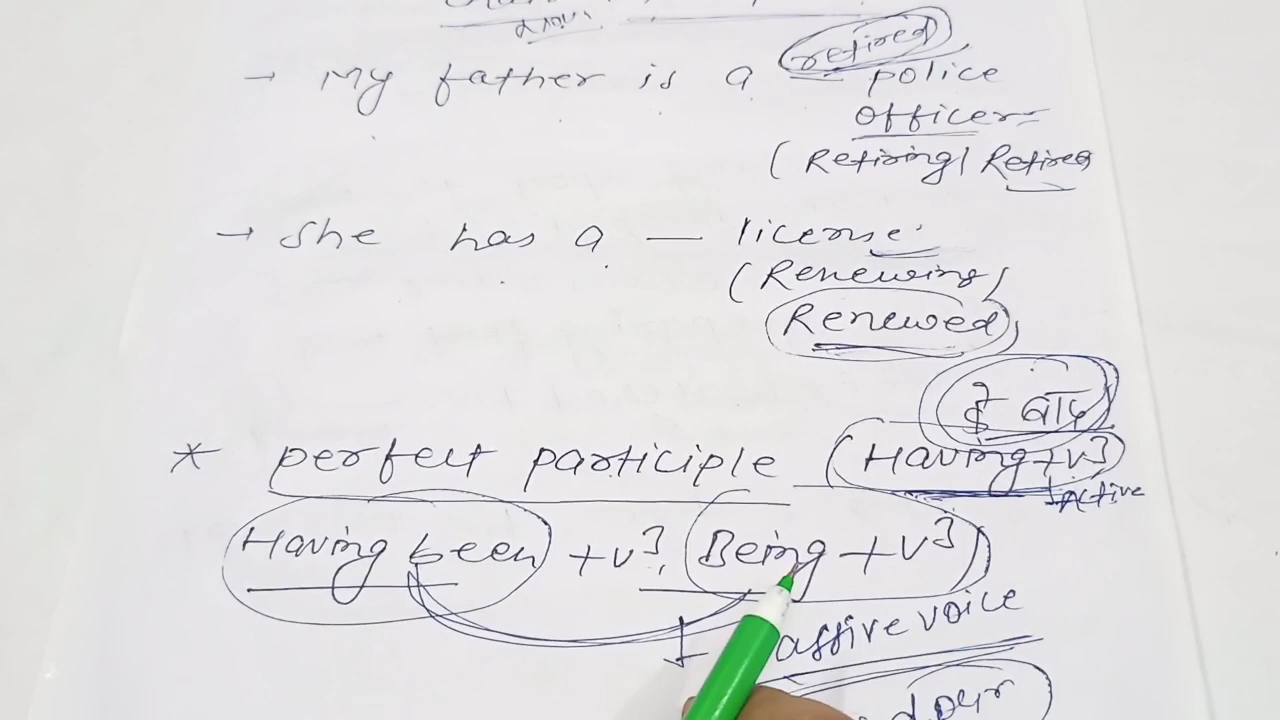 retired
→ My father is a police
officer=
(Retiring/ Retired
→ She has a — license.
(Renewing/
Renewed)
* perfect participle (Having+v3)
Active
Having been +v3, Being +v3
passive voice